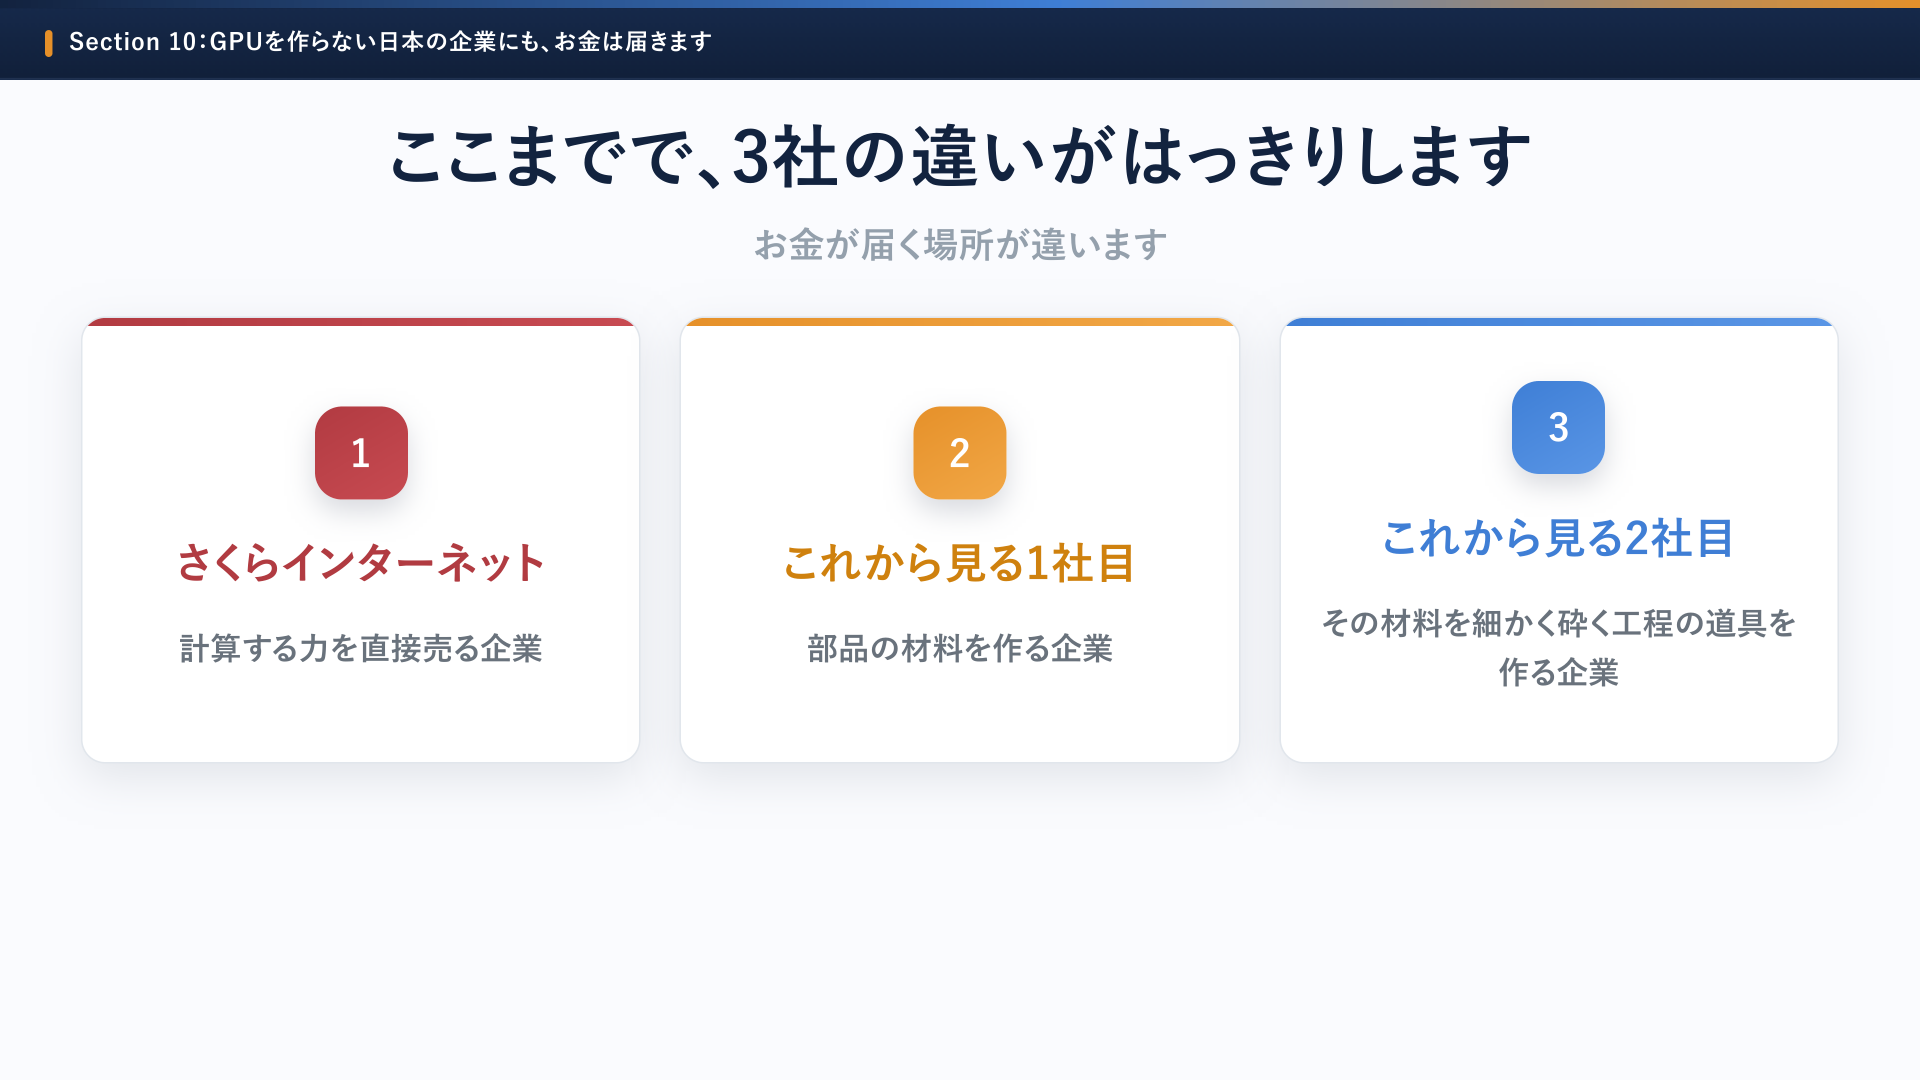 Section 10：GPUを作らない日本の企業にも、お金は届きます
ここまでで、3社の違いがはっきりします
お金が届く場所が違います
1
さくらインターネット
計算する力を直接売る企業
2
これから見る1社目
部品の材料を作る企業
3
これから見る2社目
その材料を細かく砕く工程の道具を
作る企業